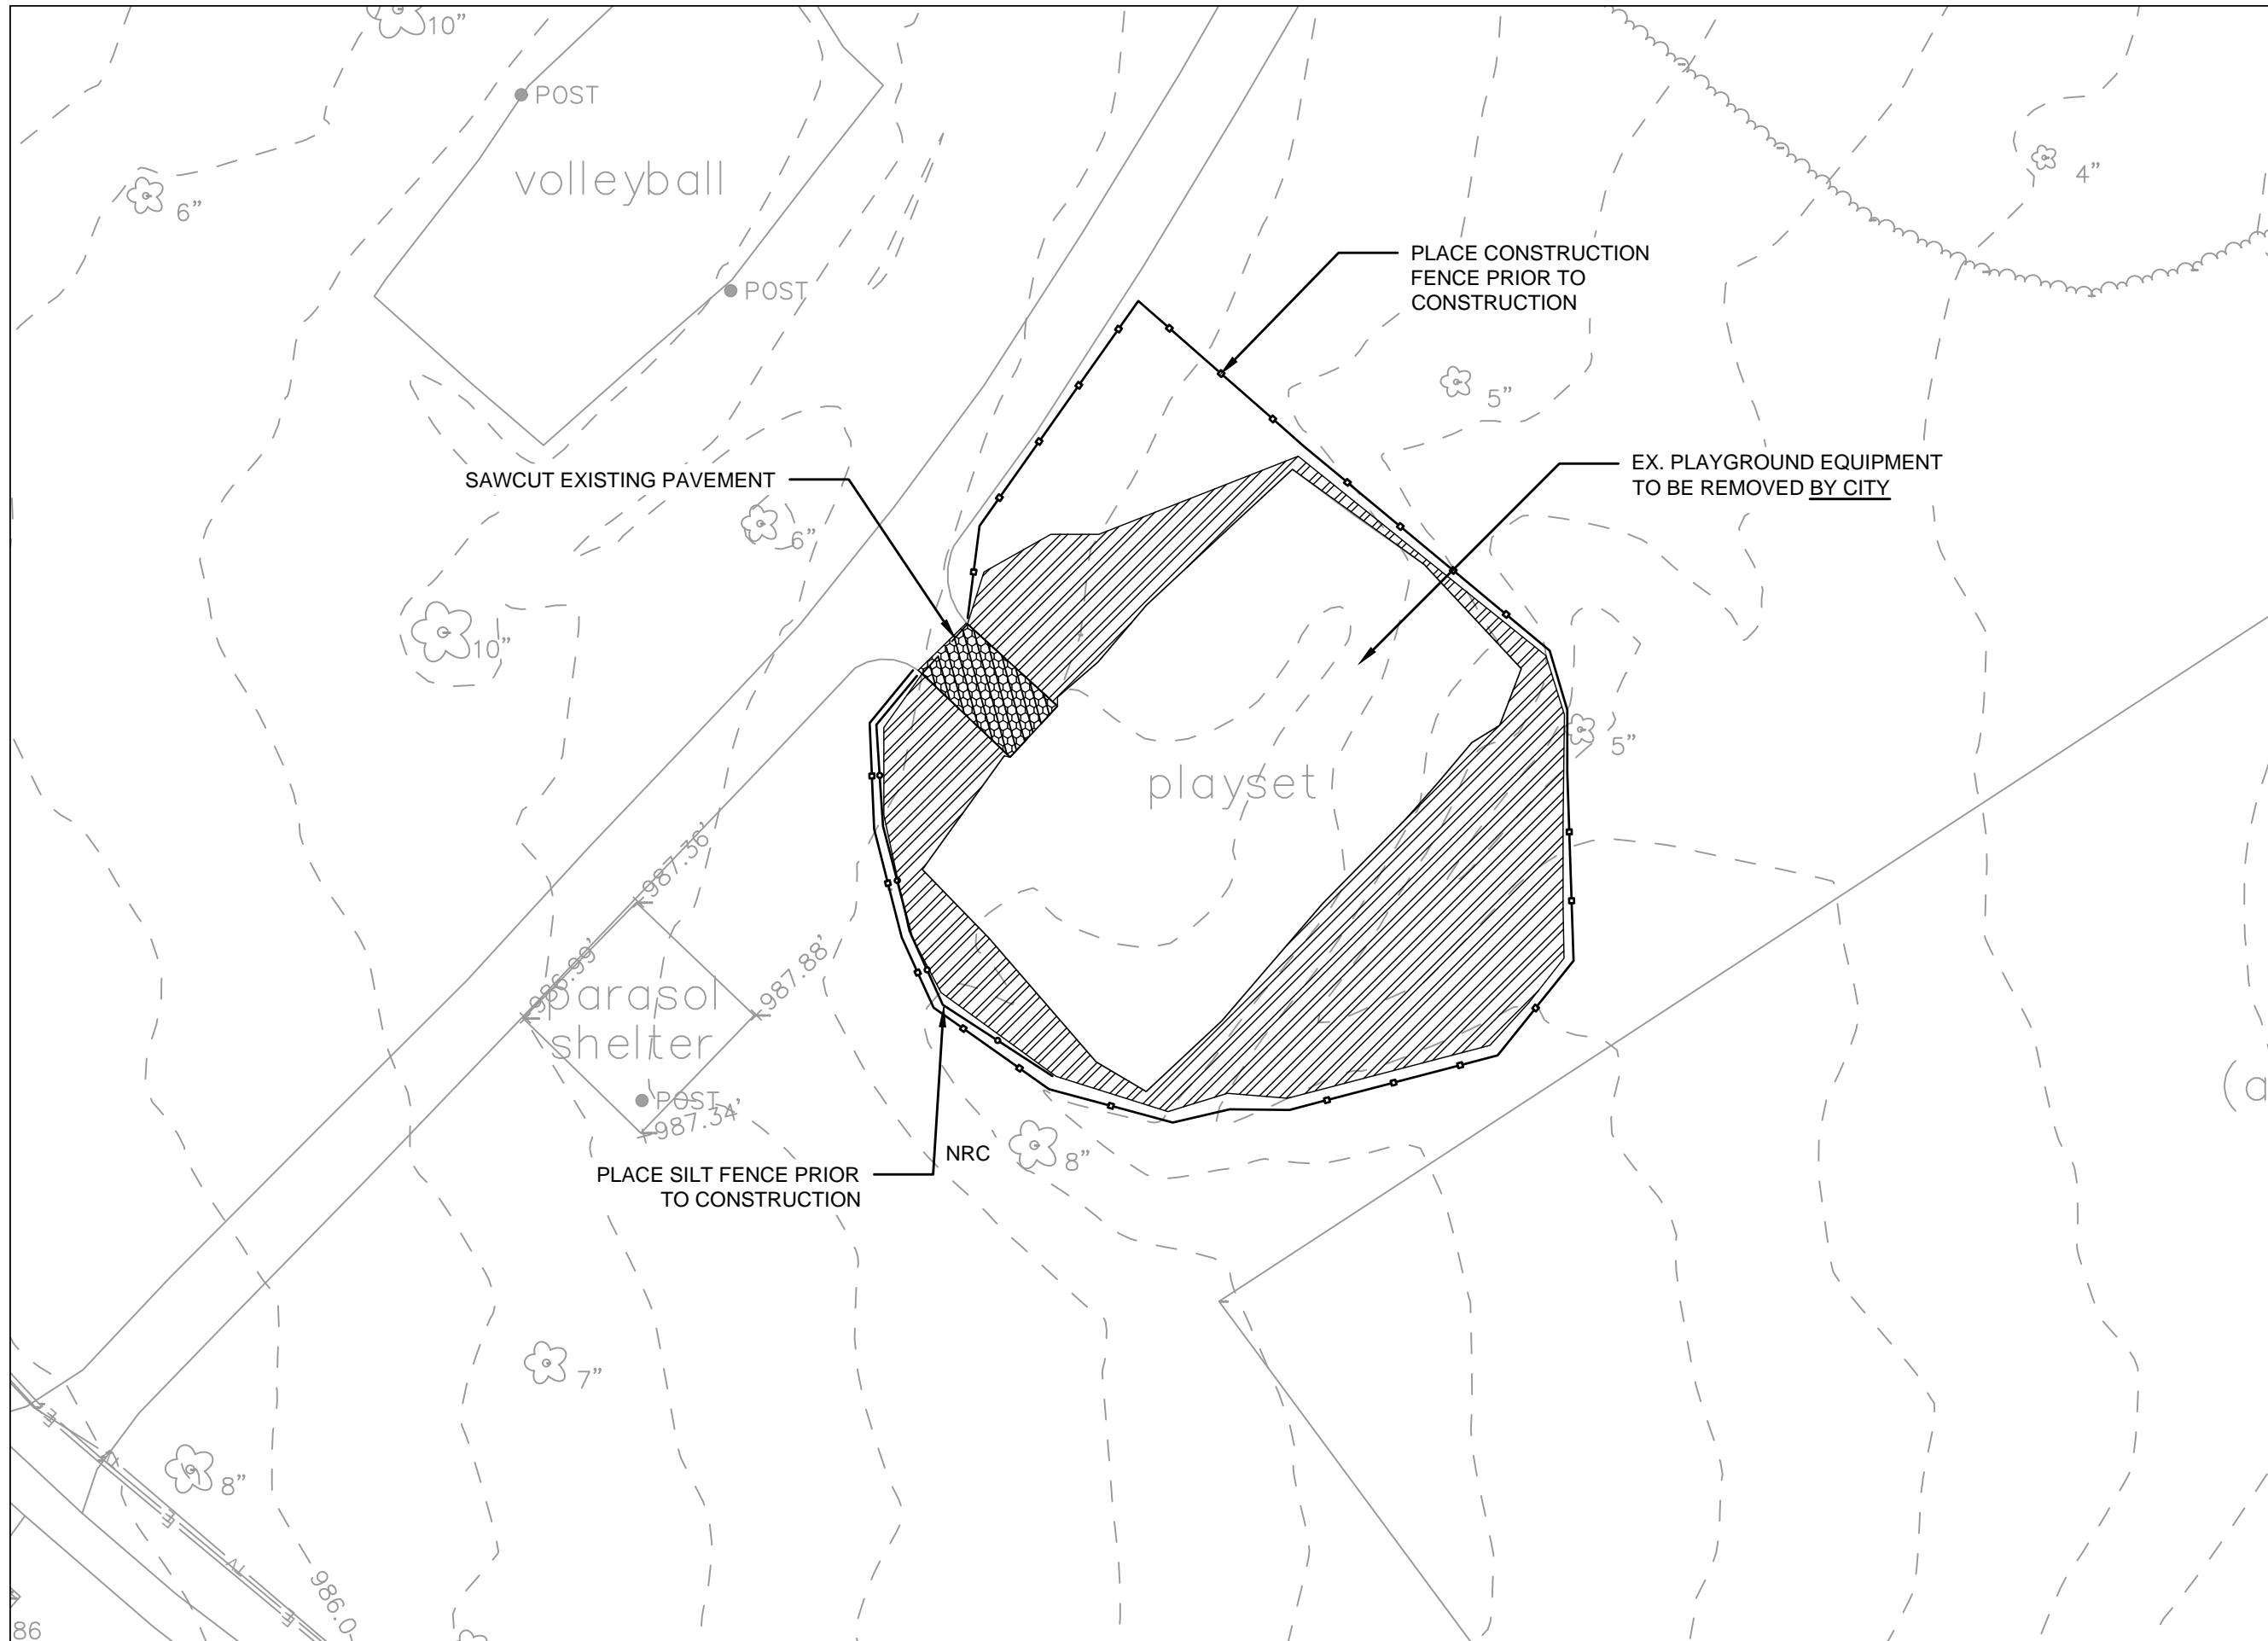 10"
POST
volleyball
6"
4"
PLACE CONSTRUCTION
FENCE PRIOR TO
CONSTRUCTION
POST
5"
SAWCUT EXISTING PAVEMENT
EX. PLAYGROUND EQUIPMENT
TO BE REMOVED BY CITY
6"
10"
5"
playset
987.36'
987.88'
986.99'
parasol
shelter
POST
987.34'
(a
NRC
8"
PLACE SILT FENCE PRIOR
TO CONSTRUCTION
7"
8"
E
E
E
986.0
86